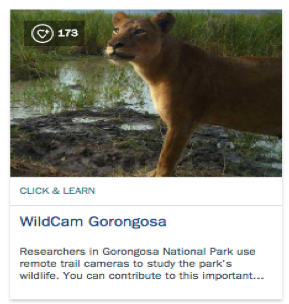 173
CLICK & LEARN
WildCam Gorongosa
Researchers in Gorongosa National Park use
remote trail cameras to study the park's
wildlife. You can contribute to this important...